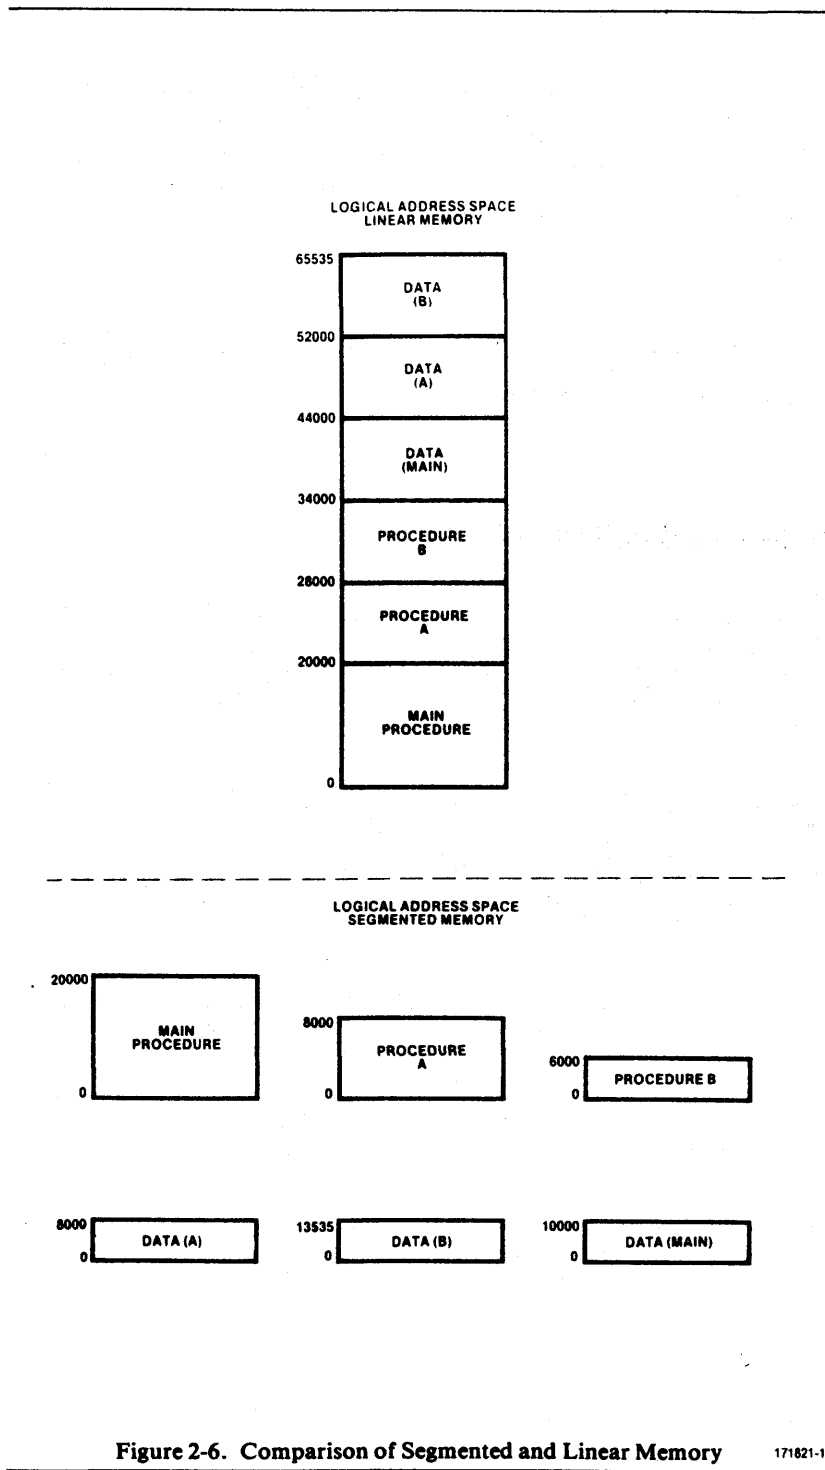 LOGICAL ADDRESS SPACE
LINEAR MEMORY
65535
DATA
(B)
52000
DATA
(A)
44000
DATA
(MAIN)
34000
PROCEDURE
B
28000
PROCEDURE
A
20000
MAIN
PROCEDURE
0
LOGICAL ADDRESS SPACE
SEGMENTED MEMORY
20000
MAIN
PROCEDURE
0
8000
PROCEDURE
A
0
6000
PROCEDURE B
0
8000
DATA (A)
0
13535
DATA (B)
0
10000
DATA (MAIN)
0
Figure 2-6. Comparison of Segmented and Linear Memory
171821-1